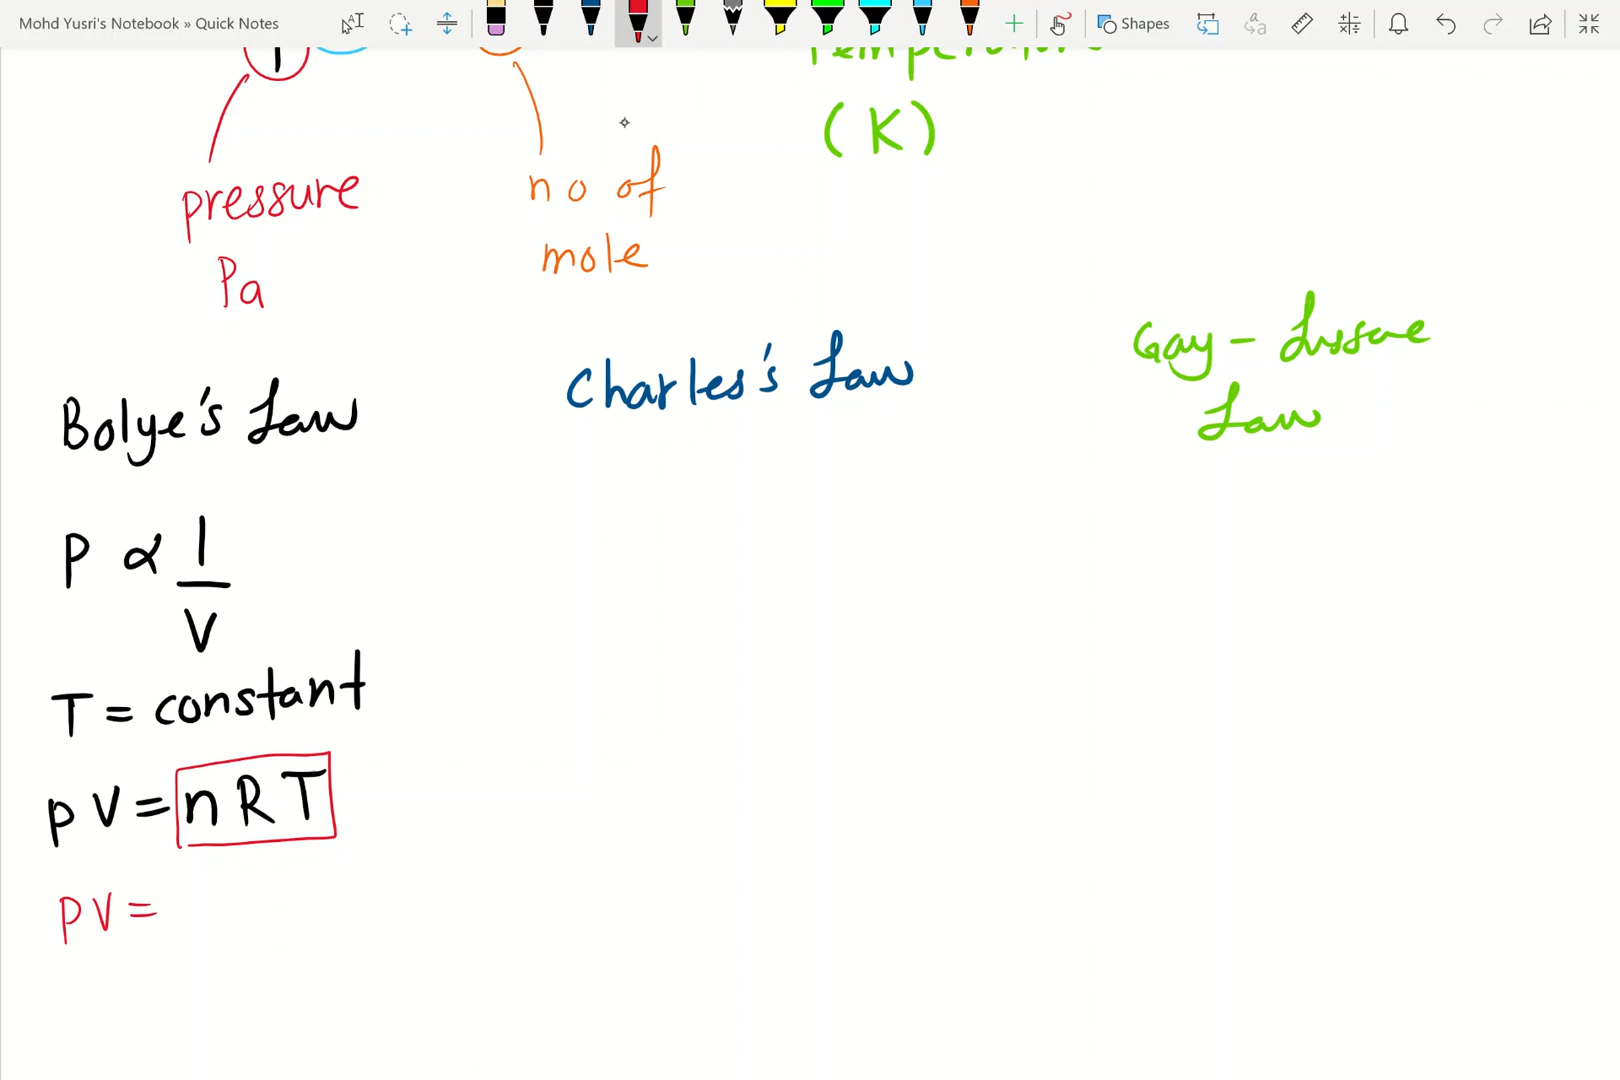 Mohd Yusri's Notebook » Quick Notes
Shapes
Temperature
(K)
pressure
Pa
no of
mole
Bolye's Law
P ∝ 1/V
T = constant
pV = nRT
pV =
Charles's Law
Gay - Lussac
Law